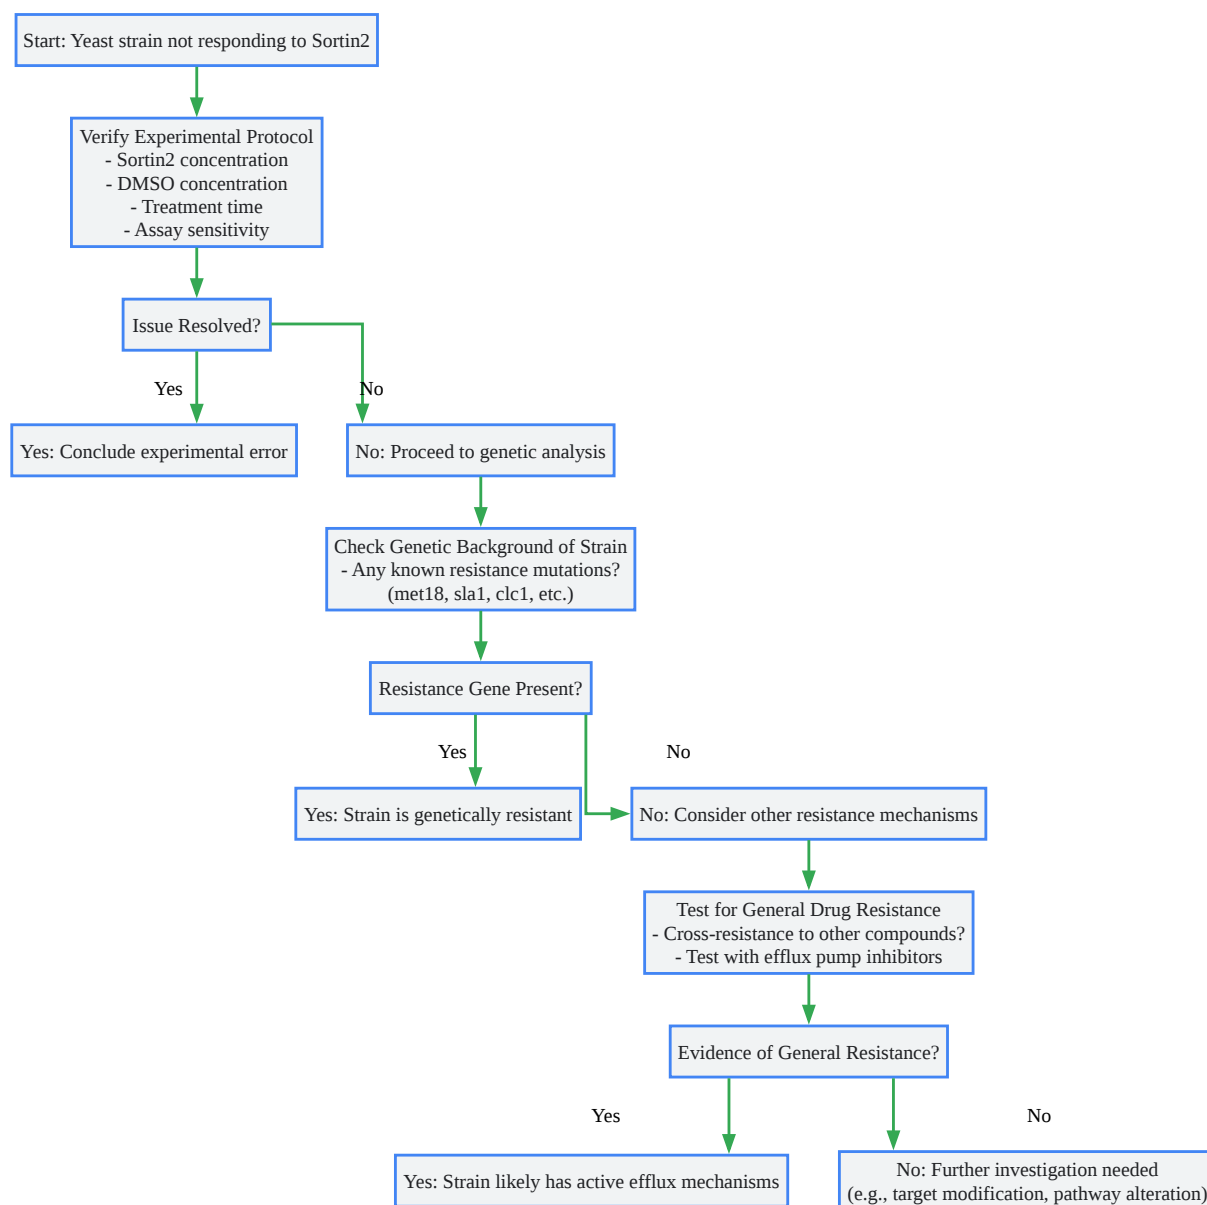 Start: Yeast strain not responding to Sortin2
Verify Experimental Protocol
- Sortin2 concentration
- DMSO concentration
- Treatment time
- Assay sensitivity
Issue Resolved?
Yes
No
Yes: Conclude experimental error
No: Proceed to genetic analysis
Check Genetic Background of Strain
- Any known resistance mutations?
(met18, sla1, clc1, etc.)
Resistance Gene Present?
Yes
No
Yes: Strain is genetically resistant
No: Consider other resistance mechanisms
Test for General Drug Resistance
- Cross-resistance to other compounds?
- Test with efflux pump inhibitors
Evidence of General Resistance?
Yes
No
Yes: Strain likely has active efflux mechanisms
No: Further investigation needed
(e.g., target modification, pathway alteration)